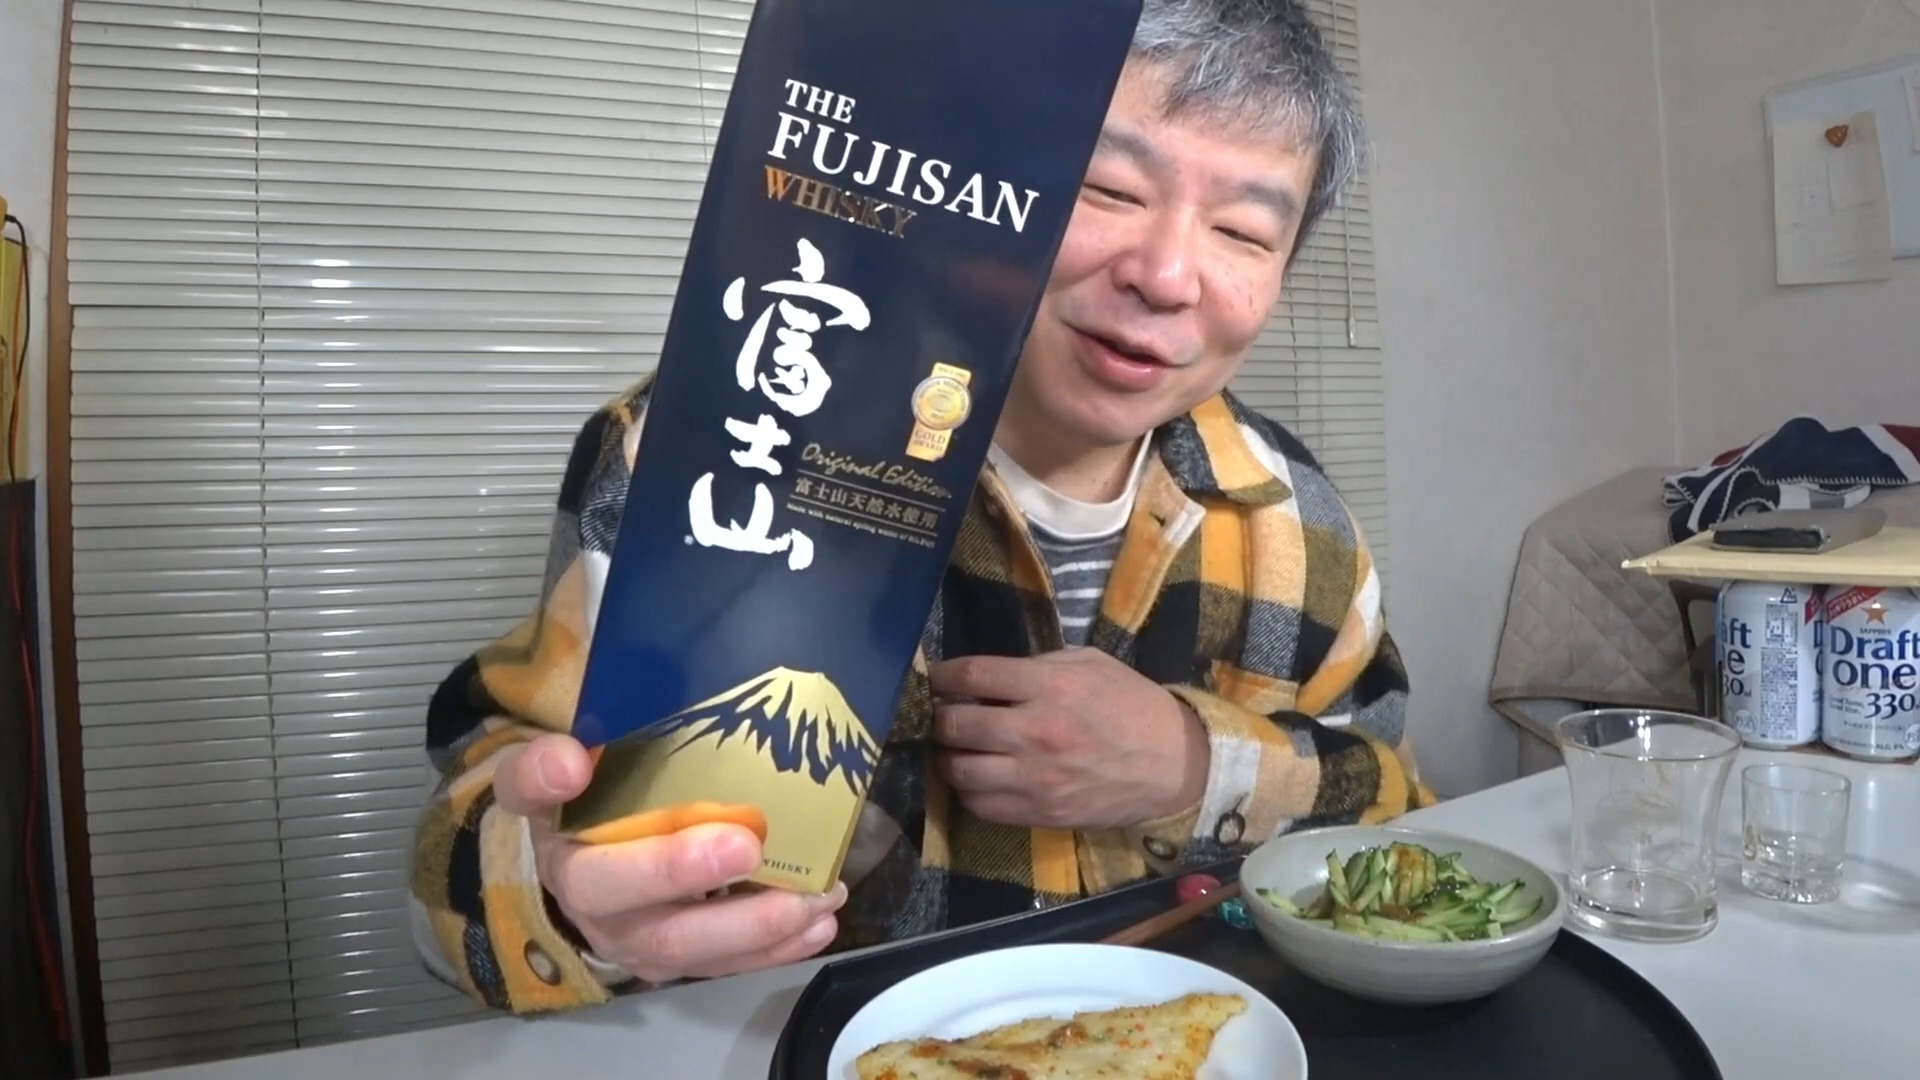 THE
FUJISAN
WHISKY
富士山
Original Edition
富士山天然水使用
GOLD
WHISKY
SAPPORO
Draft
one
330